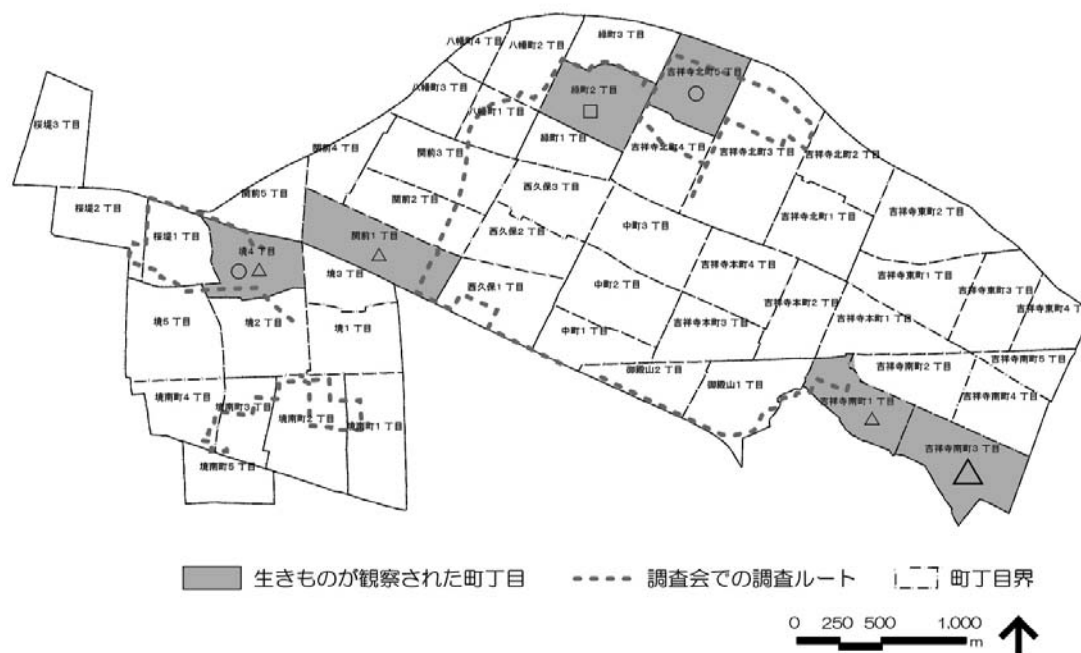 八幡町4 丁目
八幡町2 丁目
緑町3 丁目
吉祥寺北町5 丁目
桜堤3 丁目
八幡町3 丁目
緑町2 丁目
八幡町1 丁目
関前4 丁目
関前3 丁目
緑町1 丁目
吉祥寺北町4 丁目
吉祥寺北町3 丁目
吉祥寺北町2 丁目
桜堤2 丁目
関前5 丁目
関前2 丁目
西久保3 丁目
吉祥寺北町1 丁目
吉祥寺東町2 丁目
桜堤1 丁目
関前1 丁目
西久保2 丁目
中町3 丁目
境4 丁目
境3 丁目
吉祥寺本町4 丁目
吉祥寺東町1 丁目
吉祥寺東町3 丁目
西久保1 丁目
中町2 丁目
吉祥寺本町2 丁目
吉祥寺東町4 丁目
境5 丁目
境2 丁目
境1 丁目
中町1 丁目
吉祥寺本町3 丁目
吉祥寺本町1 丁目
御殿山2 丁目
御殿山1 丁目
吉祥寺南町2 丁目
吉祥寺南町5 丁目
境南町4 丁目
境南町3 丁目
境南町2 丁目
境南町1 丁目
吉祥寺南町1 丁目
吉祥寺南町4 丁目
境南町5 丁目
吉祥寺南町3 丁目
生きものが観察された町丁目
調査会での調査ルート
町丁目界
0 250 500 1,000
m